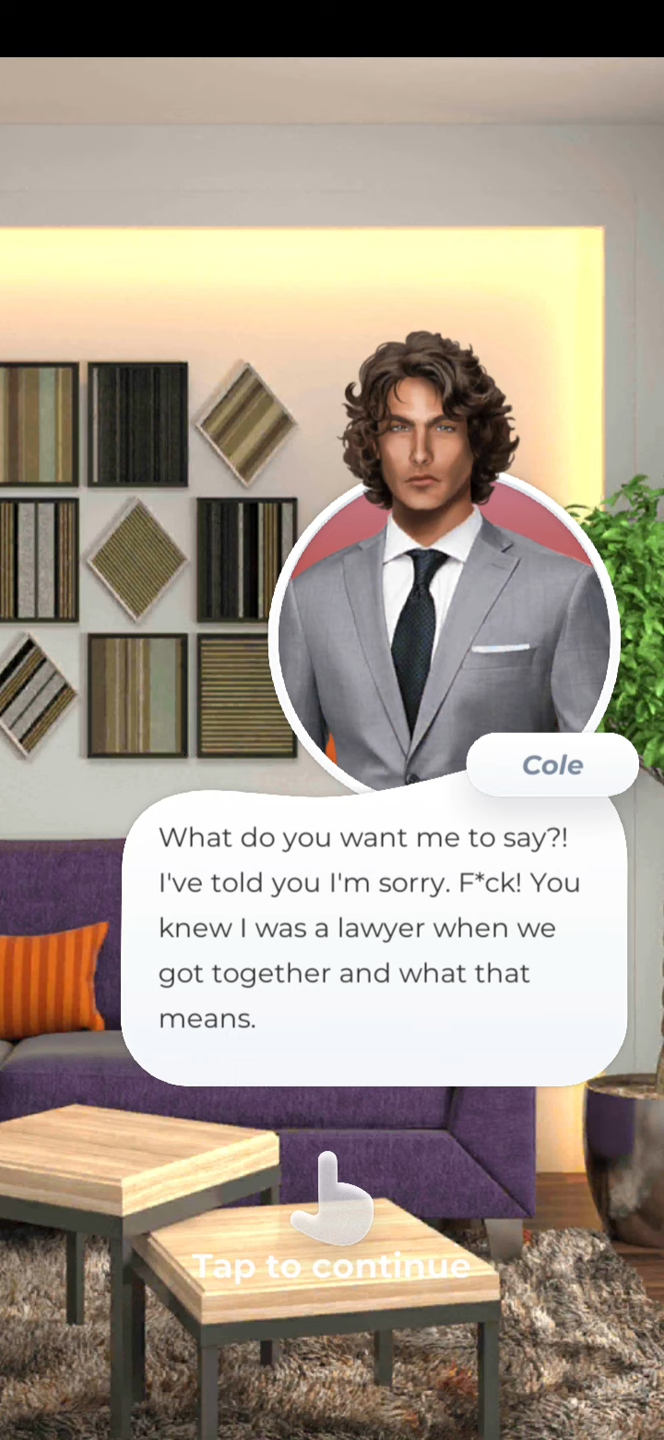 Cole
What do you want me to say?!
I've told you I'm sorry. F*ck! You
knew I was a lawyer when we
got together and what that
means.
Tap to continue